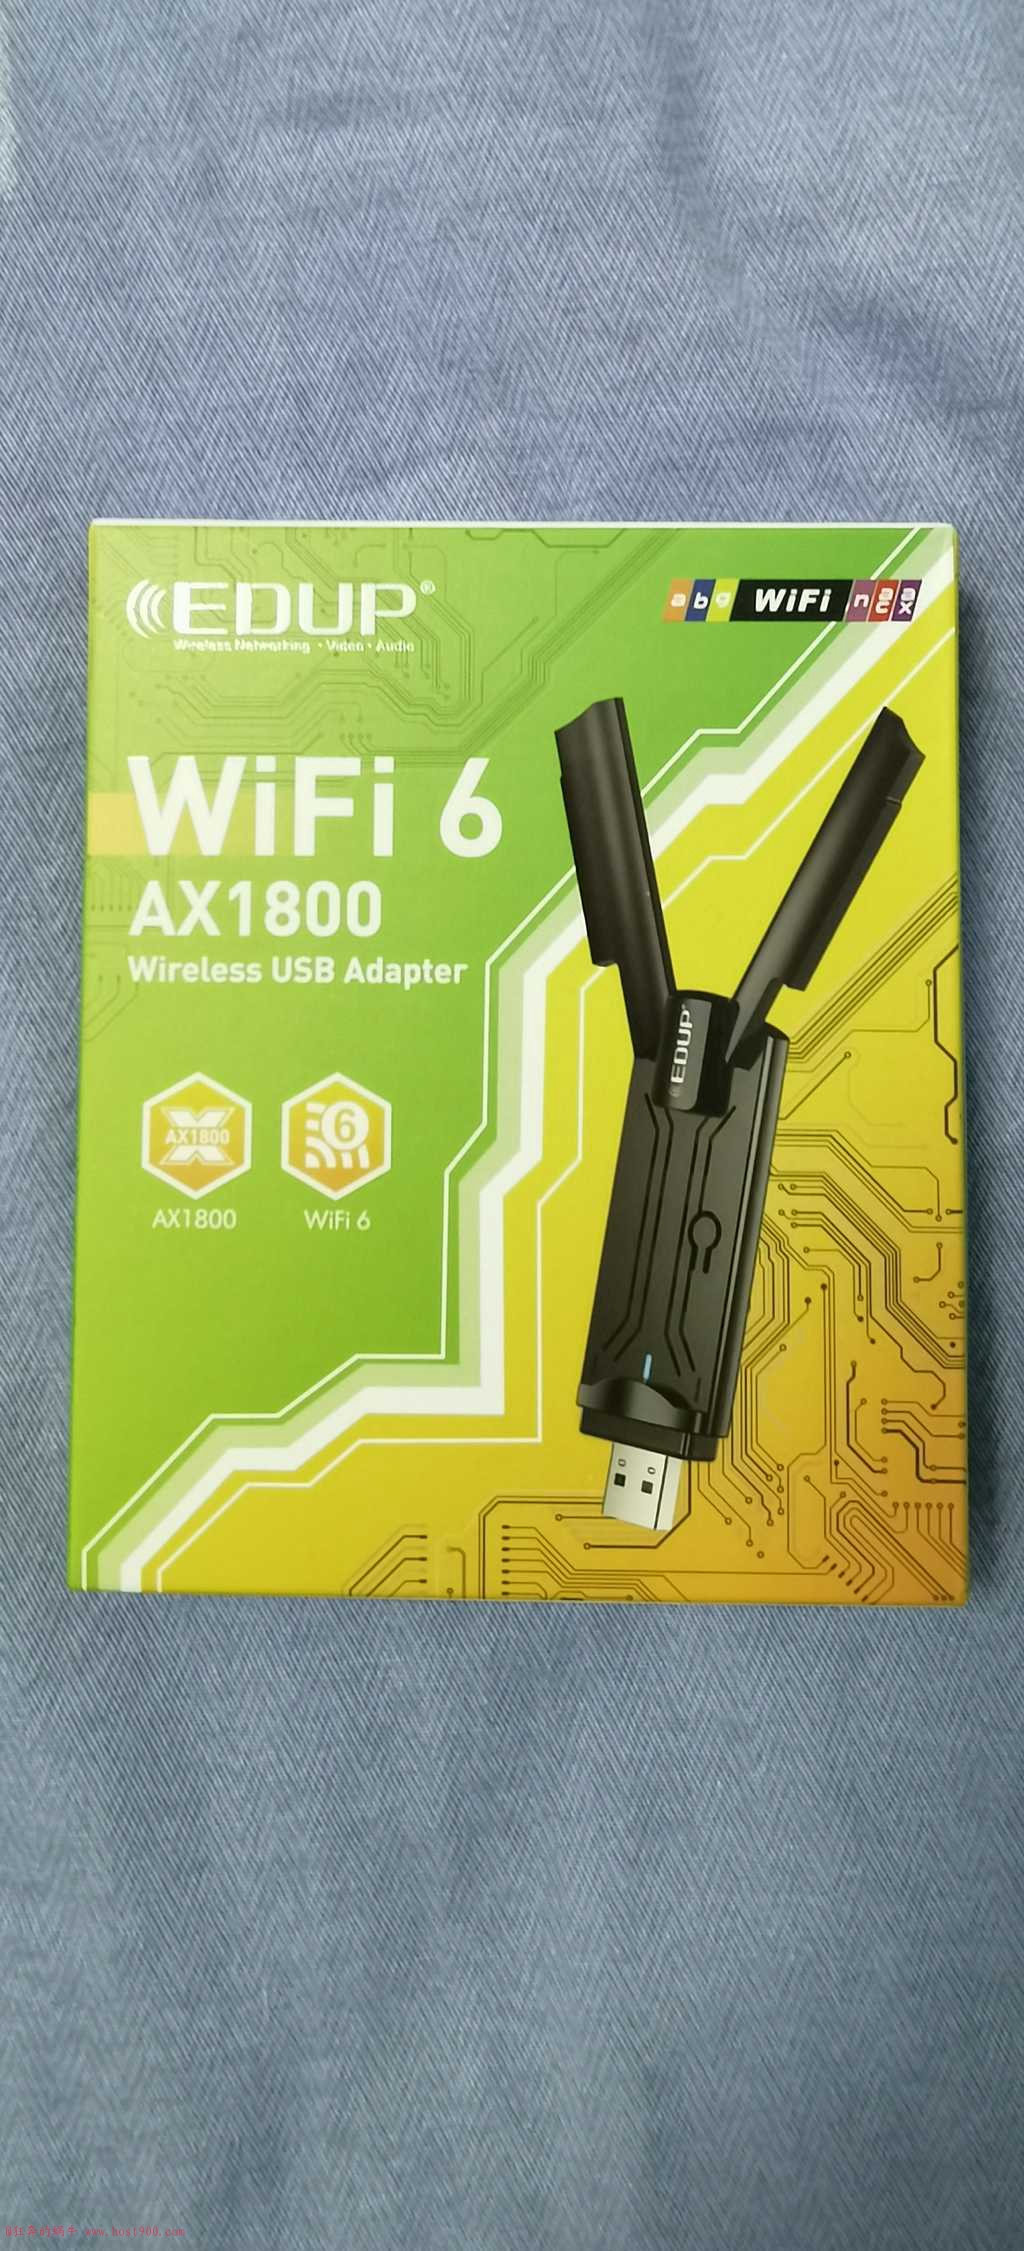 EDUP®
Wireless Networking • Video • Audio
a b g WiFi n ac ax
WiFi 6
AX1800
Wireless USB Adapter
EDUP
AX1800
6
AX1800
WiFi 6